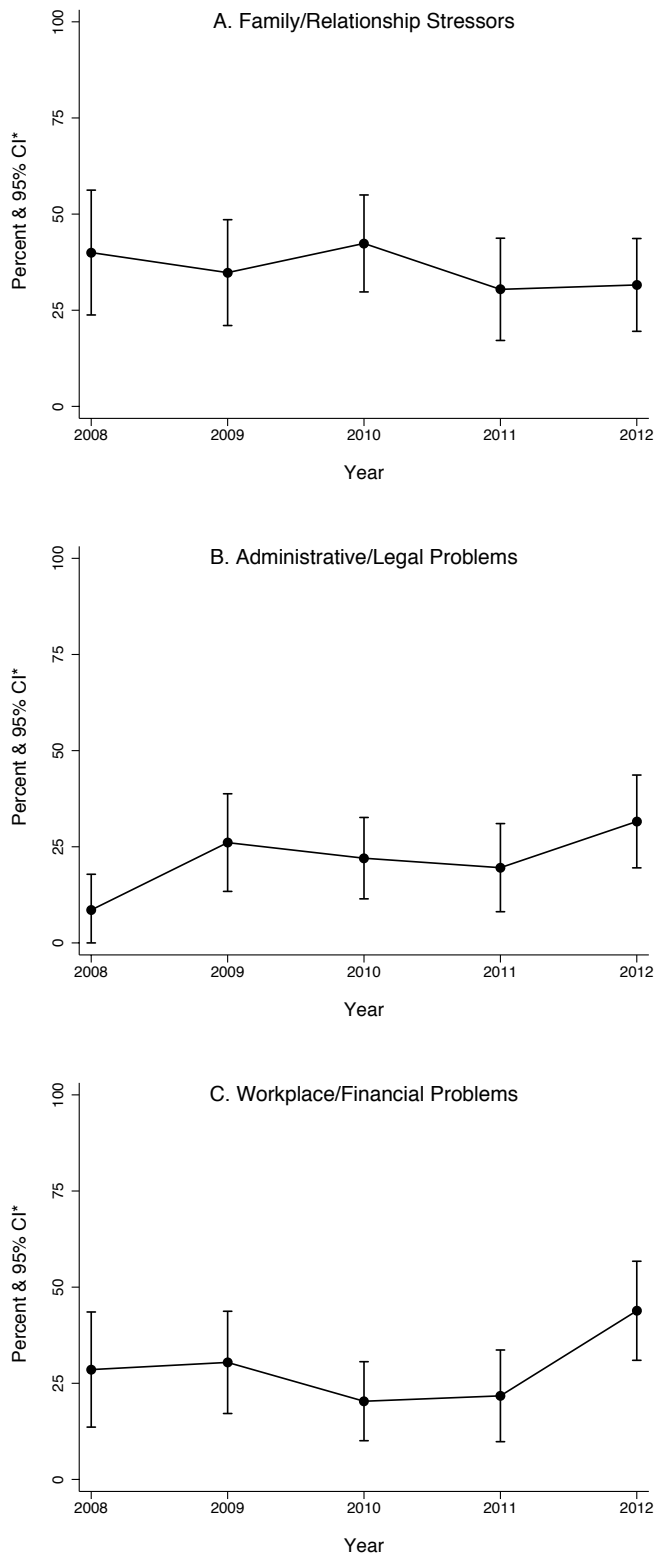 A. Family/Relationship Stressors
100
75
50
25
0
Percent & 95% CI*
2008 2009 2010 2011 2012
Year
B. Administrative/Legal Problems
100
75
50
25
0
Percent & 95% CI*
2008 2009 2010 2011 2012
Year
C. Workplace/Financial Problems
100
75
50
25
0
Percent & 95% CI*
2008 2009 2010 2011 2012
Year